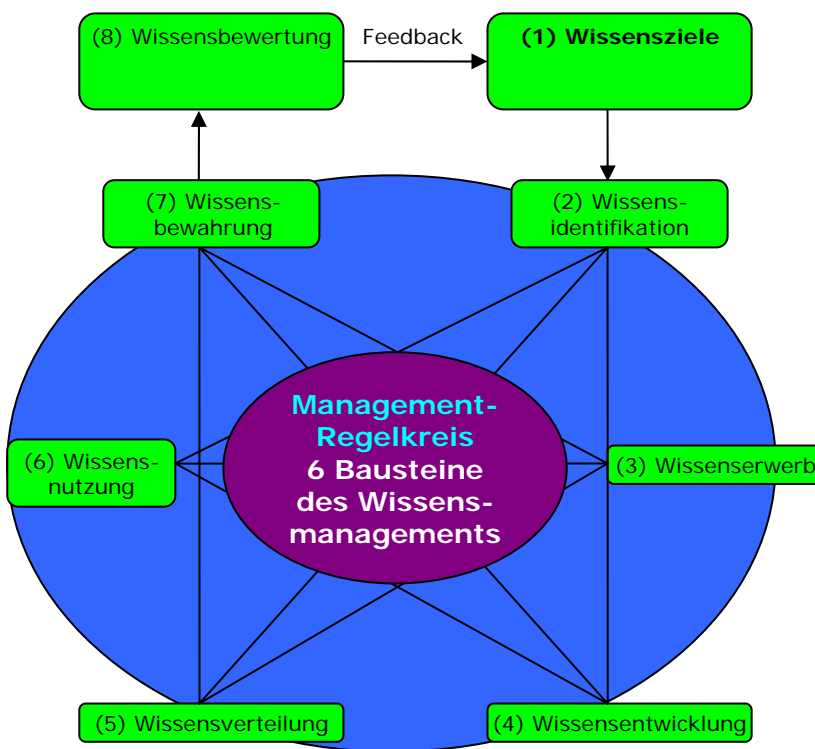 (8) Wissensbewertung
Feedback
(1) Wissensziele
(7) Wissens-
bewahrung
(2) Wissens-
identifikation
Management-
Regelkreis
6 Bausteine
des Wissens-
managements
(6) Wissens-
nutzung
(3) Wissenserwerb
(5) Wissensverteilung
(4) Wissensentwicklung